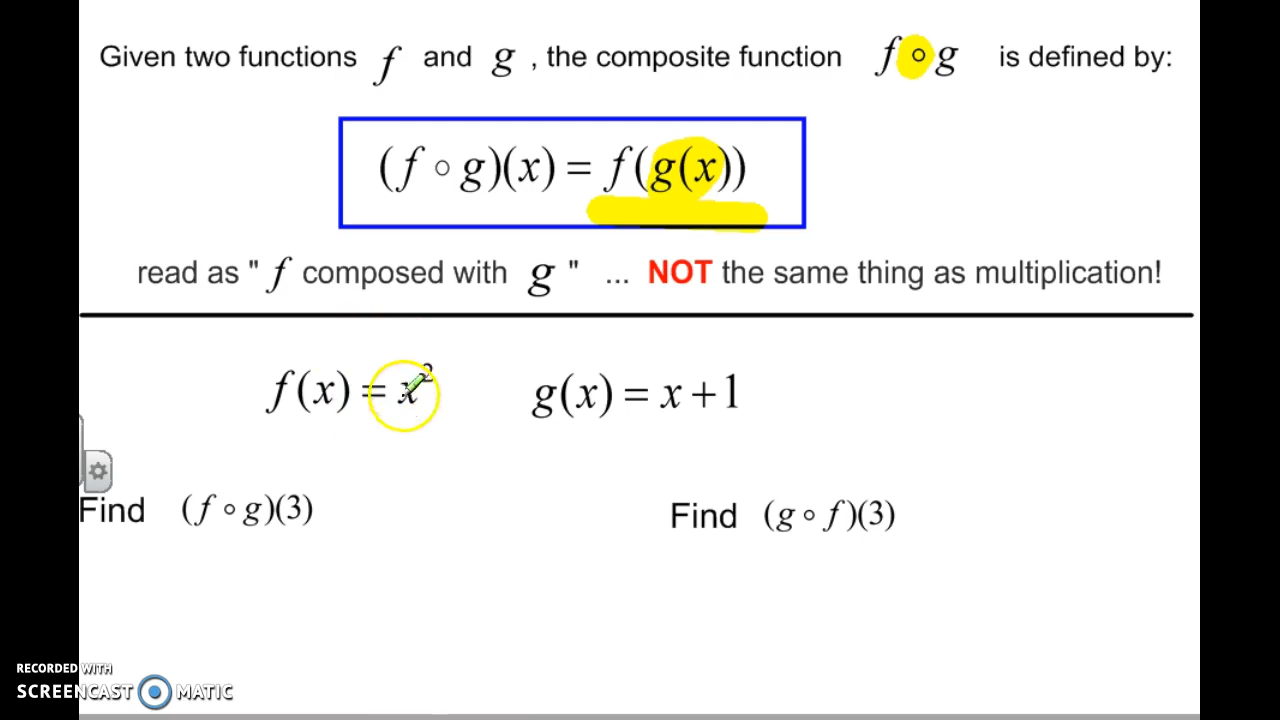 Given two functions f and g , the composite function f ∘ g is defined by:
(f ∘ g)(x) = f(g(x))
read as " f composed with g " ... NOT the same thing as multiplication!
f(x) = x² g(x) = x + 1
Find (f ∘ g)(3) Find (g ∘ f)(3)
RECORDED WITH
SCREENCAST MATIC